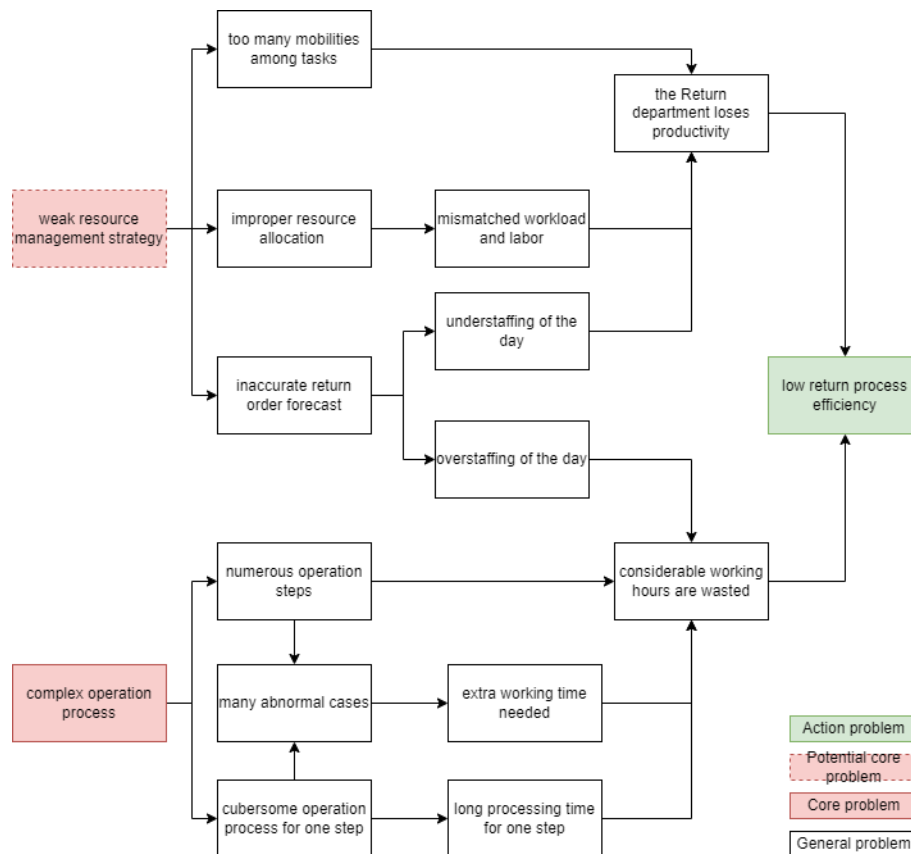 too many mobilities
among tasks
the Return
department loses
productivity
weak resource
management strategy
improper resource
allocation
mismatched workload
and labor
understaffing of the
day
inaccurate return
order forecast
low return process
efficiency
overstaffing of the day
numerous operation
steps
considerable working
hours are wasted
complex operation
process
many abnormal cases
extra working time
needed
cubersome operation
process for one step
long processing time
for one step
Action problem
Potential core
problem
Core problem
General problem